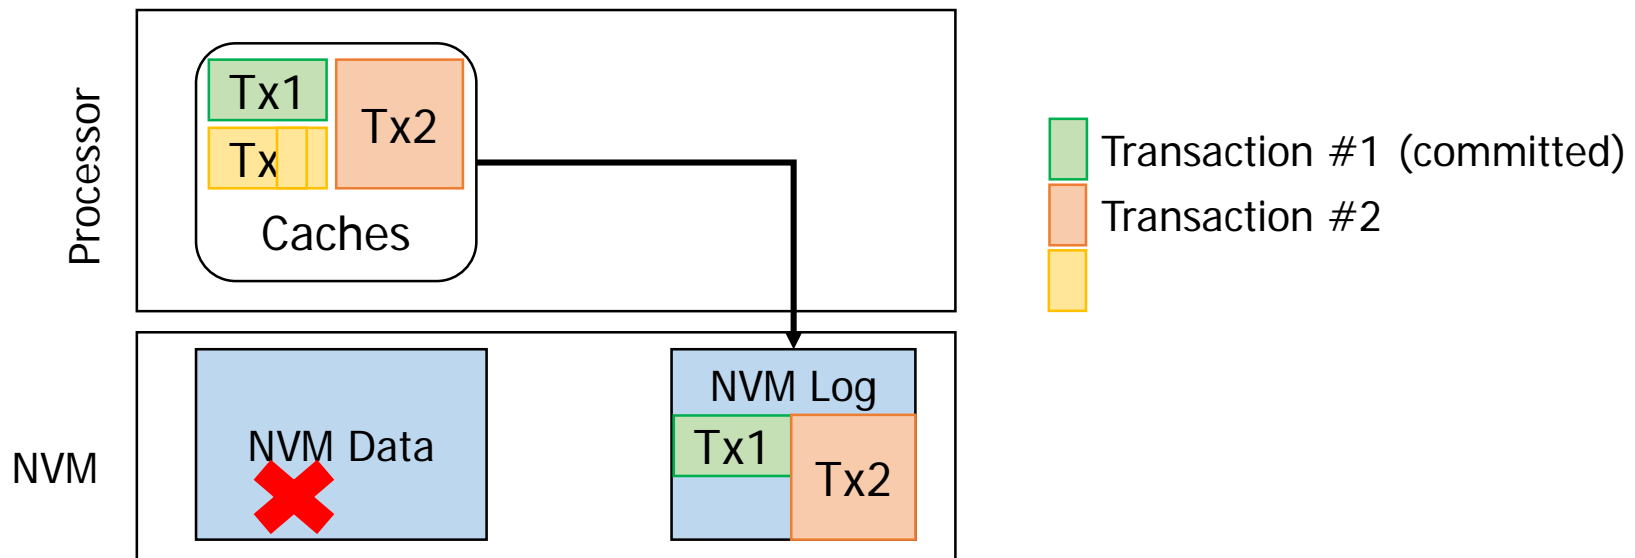 Processor
Tx1
Tx2
Tx
Caches
Transaction #1 (committed)
Transaction #2
NVM
NVM Data
NVM Log
Tx1
Tx2